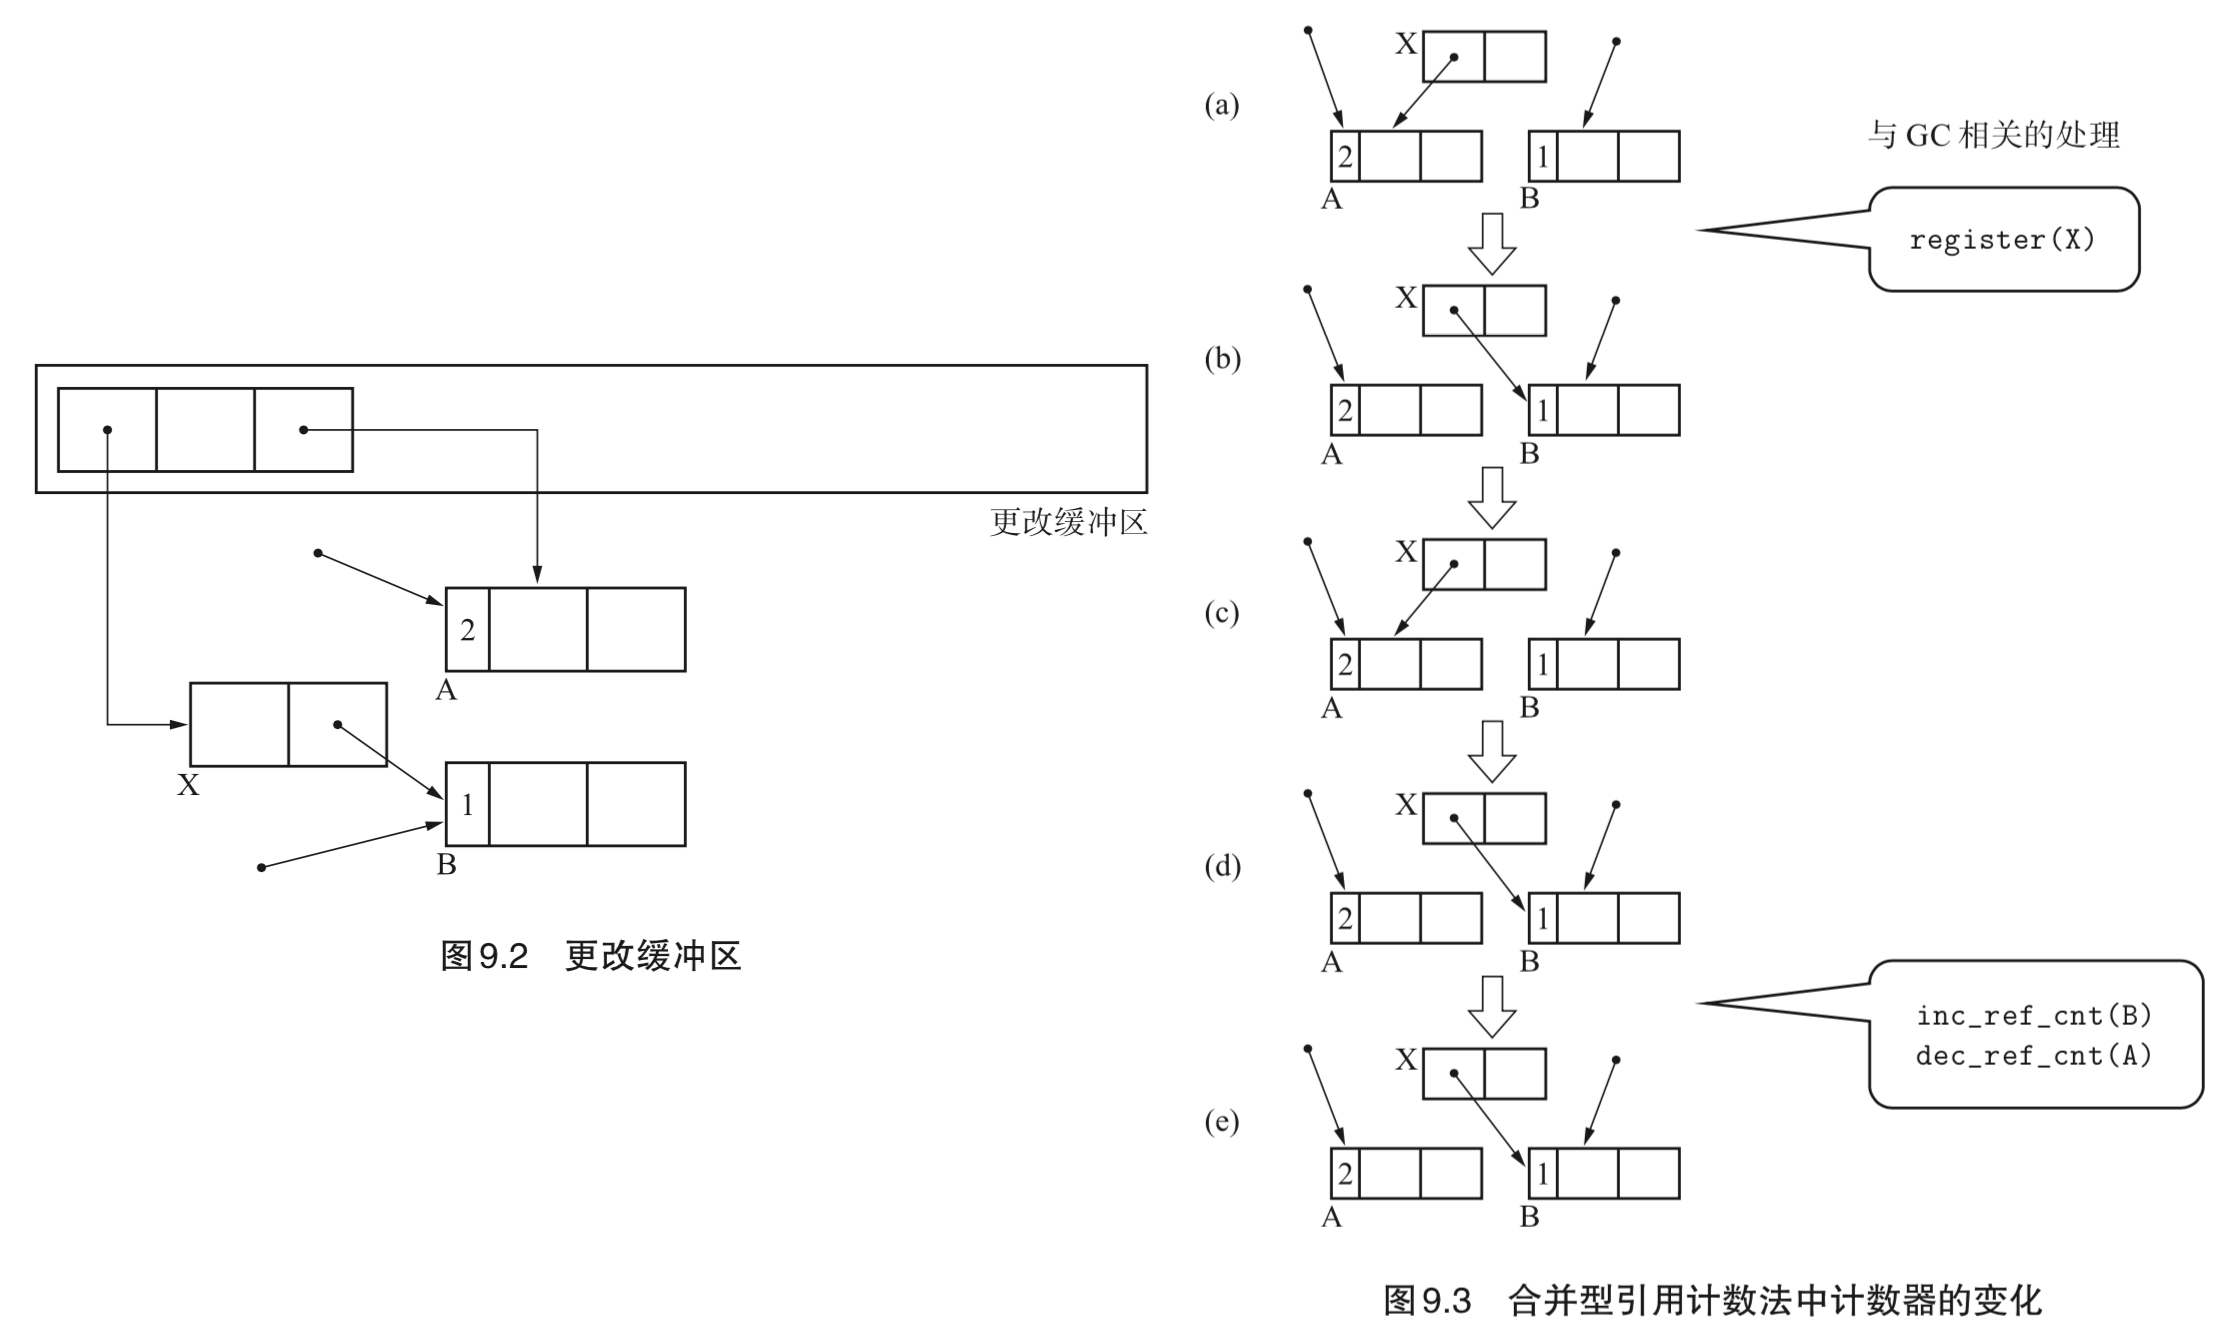 更改缓冲区
2
A
X
1
B
图9.2 更改缓冲区
X
(a)
2
1
A
B
与GC相关的处理
register(X)
X
(b)
2
1
A
B
X
(c)
2
1
A
B
X
(d)
2
1
A
B
inc_ref_cnt(B)
dec_ref_cnt(A)
X
(e)
2
1
A
B
图9.3 合并型引用计数法中计数器的变化